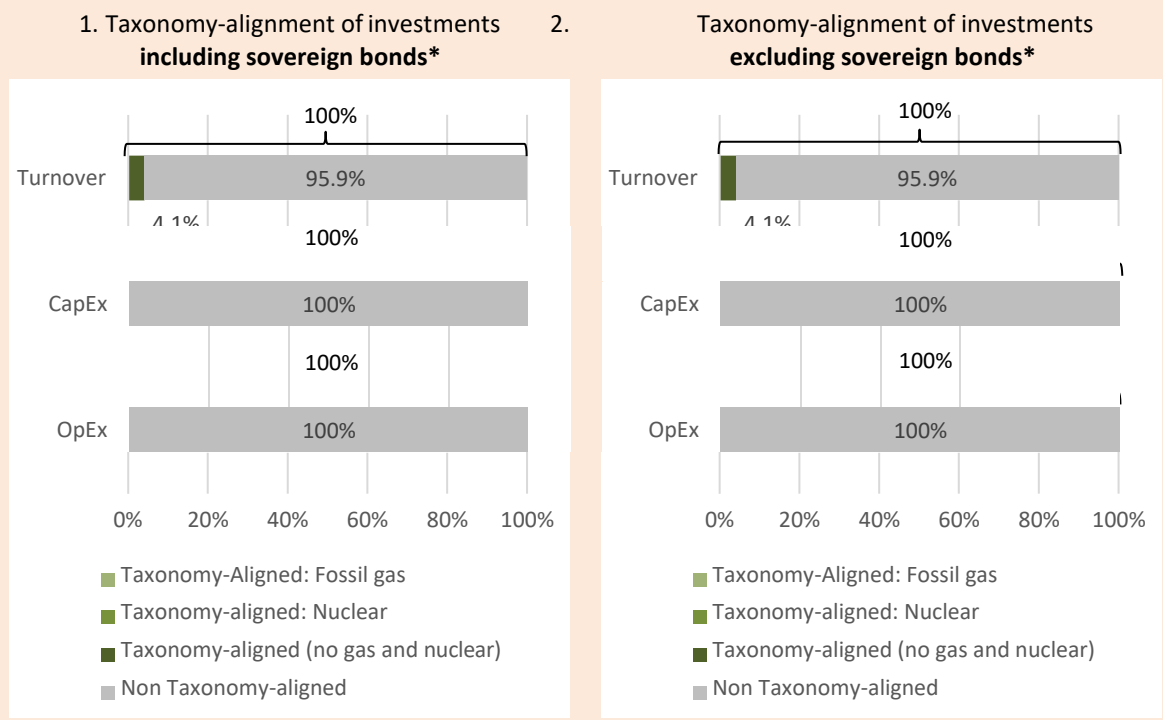 1. Taxonomy-alignment of investments
including sovereign bonds*
100%
Turnover
95.9%
4.1%
100%
CapEx
100%
100%
OpEx
100%
0% 20% 40% 60% 80% 100%
Taxonomy-Aligned: Fossil gas
Taxonomy-aligned: Nuclear
Taxonomy-aligned (no gas and nuclear)
Non Taxonomy-aligned
2. Taxonomy-alignment of investments
excluding sovereign bonds*
100%
Turnover
95.9%
4.1%
100%
CapEx
100%
100%
OpEx
100%
0% 20% 40% 60% 80% 100%
Taxonomy-Aligned: Fossil gas
Taxonomy-aligned: Nuclear
Taxonomy-aligned (no gas and nuclear)
Non Taxonomy-aligned